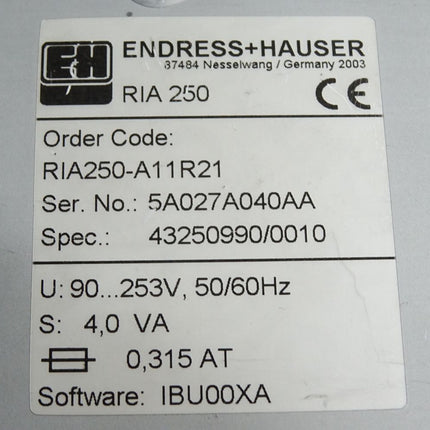 E+H
ENDRESS+HAUSER
87484 Nesselwang / Germany 2003
RIA 250
CE
Order Code:
RIA250-A11R21
Ser. No.: 5A027A040AA
Spec.: 43250990/0010
U: 90...253V, 50/60Hz
S: 4,0 VA
0,315 AT
Software: IBU00XA